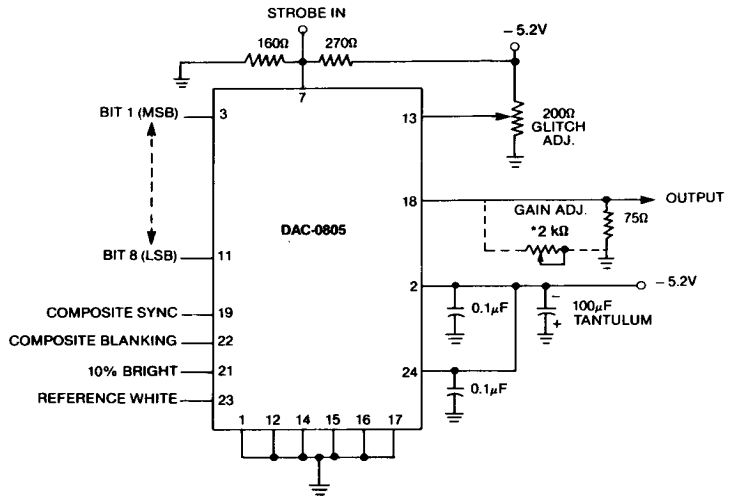 STROBE IN
160Ω
270Ω
– 5.2V
7
BIT 1 (MSB)
3
13
200Ω
GLITCH
ADJ.
18
OUTPUT
GAIN ADJ.
*2 kΩ
75Ω
DAC-0805
BIT 8 (LSB)
11
2
– 5.2V
COMPOSITE SYNC
19
0.1μF
–
100μF
+
TANTULUM
COMPOSITE BLANKING
22
10% BRIGHT
21
24
0.1μF
REFERENCE WHITE
23
1 12 14 15 16 17